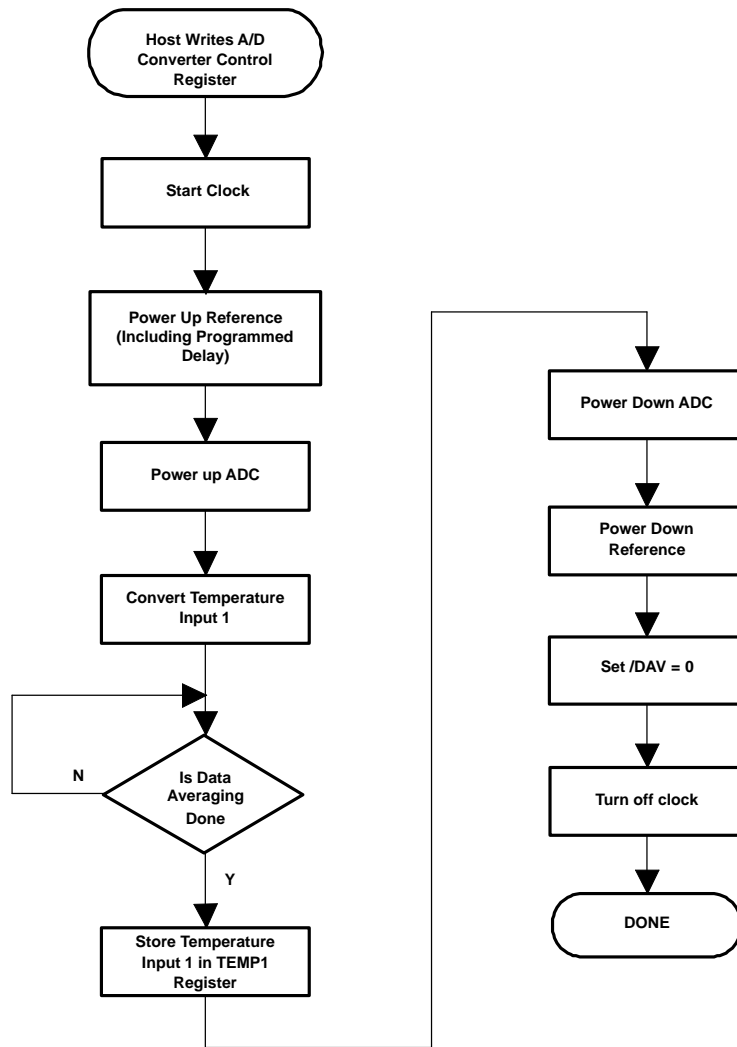 Host Writes A/D
Converter Control
Register
Start Clock
Power Up Reference
(Including Programmed
Delay)
Power up ADC
Convert Temperature
Input 1
N
Is Data
Averaging
Done
Y
Store Temperature
Input 1 in TEMP1
Register
Power Down ADC
Power Down
Reference
Set /DAV = 0
Turn off clock
DONE